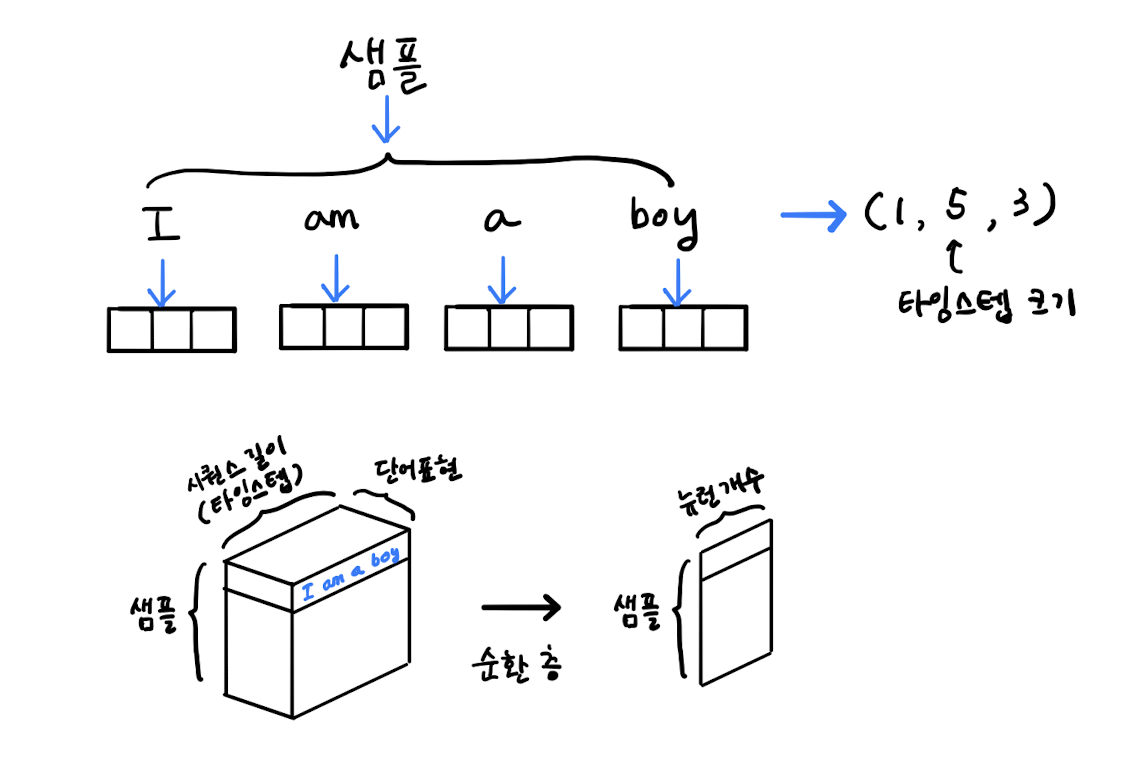 샘플
I am a boy
(1, 5, 3)
타임스텝 크기
시퀀스 길이
(타임스텝)
단어표현
샘플
I am a boy
순환 층
뉴런개수
샘플